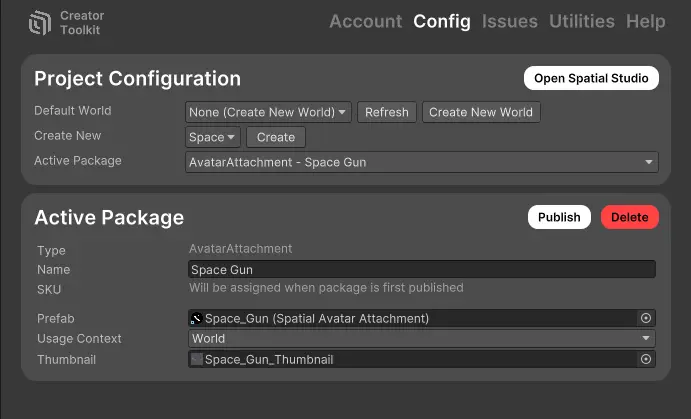 Creator
Toolkit
Account Config Issues Utilities Help
Project Configuration Open Spatial Studio
Default World None (Create New World) Refresh Create New World
Create New Space Create
Active Package AvatarAttachment - Space Gun
Active Package Publish Delete
Type AvatarAttachment
Name Space Gun
SKU Will be assigned when package is first published
Prefab Space_Gun (Spatial Avatar Attachment)
Usage Context World
Thumbnail Space_Gun_Thumbnail